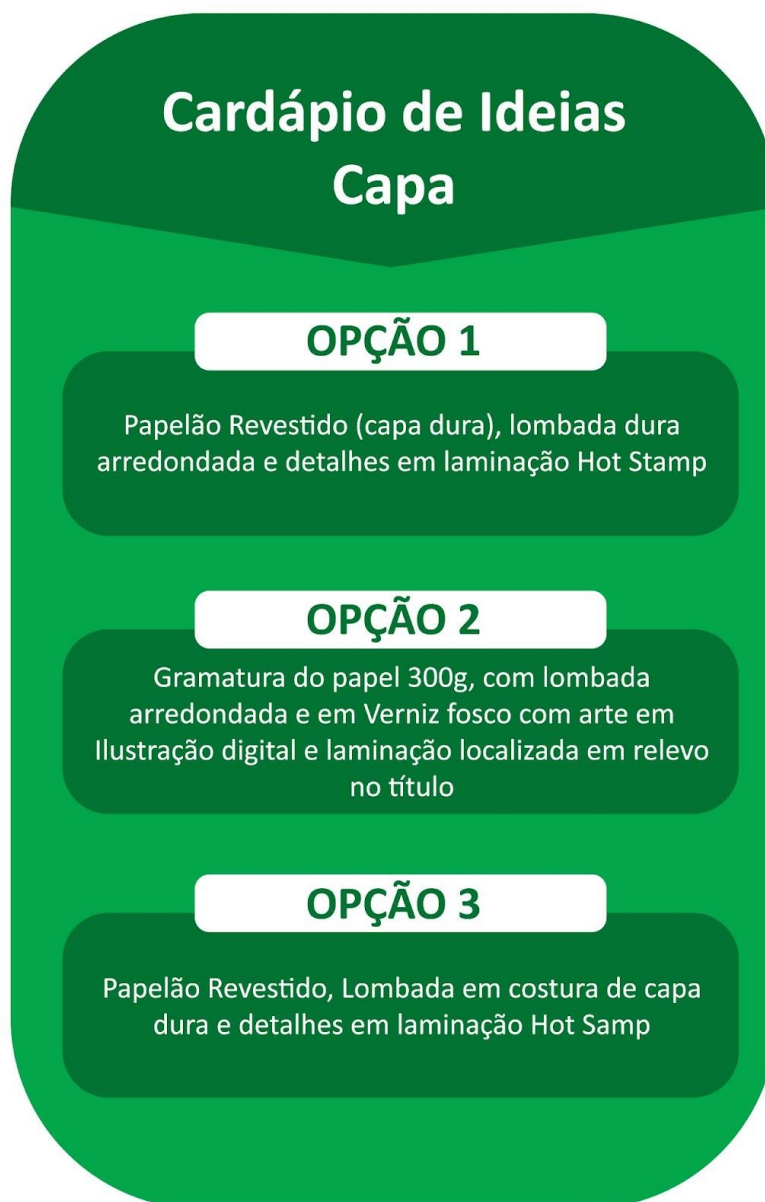 Cardápio de Ideias
Capa
OPÇÃO 1
Papelão Revestido (capa dura), lombada dura
arredondada e detalhes em laminação Hot Stamp
OPÇÃO 2
Gramatura do papel 300g, com lombada
arredondada e em Verniz fosco com arte em
Ilustração digital e laminação localizada em relevo
no título
OPÇÃO 3
Papelão Revestido, Lombada em costura de capa
dura e detalhes em laminação Hot Samp